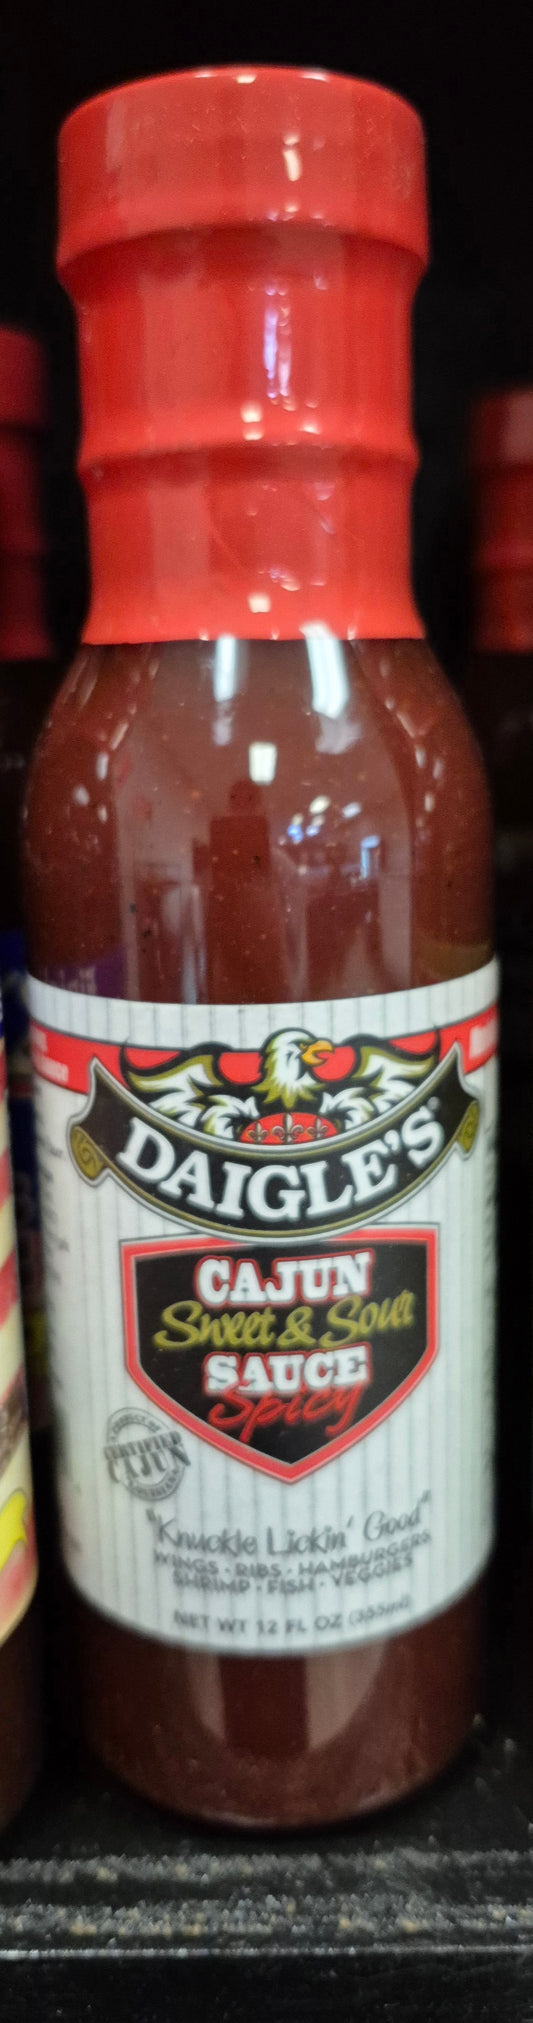 DAIGLE'S
CAJUN
Sweet & Sour
SAUCE
Spicy
CERTIFIED
CAJUN
"Knuckle Lickin' Good"
WINGS · RIBS · HAMBURGERS
SHRIMP · FISH · VEGGIES
NET WT 12 FL OZ (355mL)